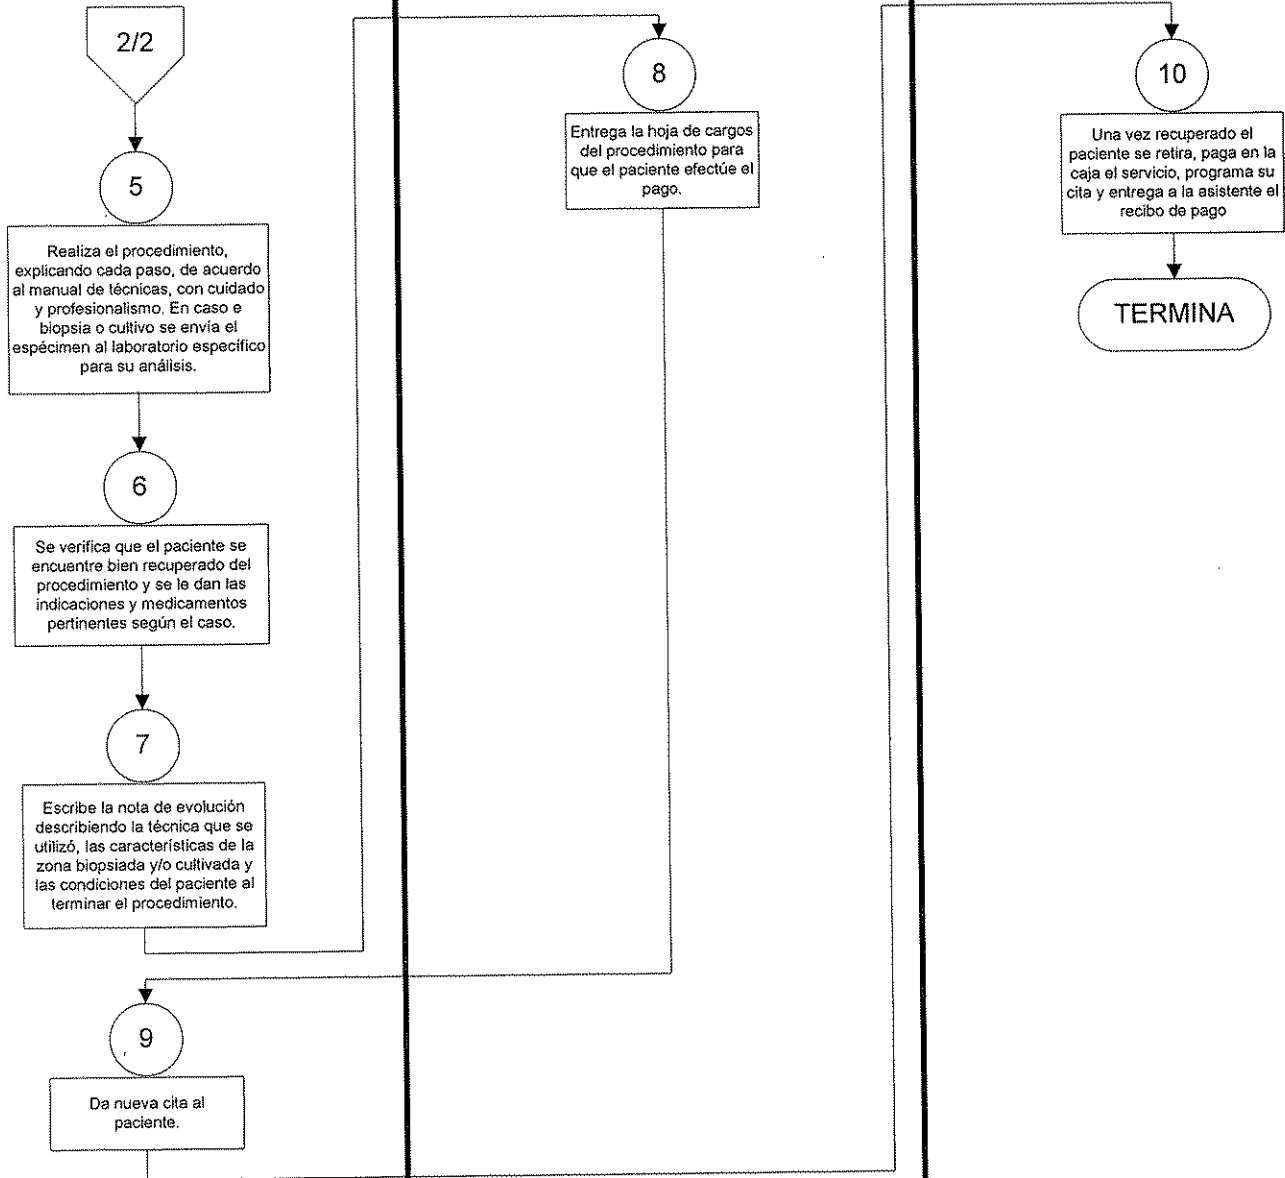 2/2
5
Realiza el procedimiento,
explicando cada paso, de acuerdo
al manual de técnicas, con cuidado
y profesionalismo. En caso e
biopsia o cultivo se envía el
espécimen al laboratorio específico
para su análisis.
6
Se verifica que el paciente se
encuentre bien recuperado del
procedimiento y se le dan las
indicaciones y medicamentos
pertinentes según el caso.
7
Escribe la nota de evolución
describiendo la técnica que se
utilizó, las características de la
zona biopsiada y/o cultivada y
las condiciones del paciente al
terminar el procedimiento.
8
Entrega la hoja de cargos
del procedimiento para
que el paciente efectúe el
pago.
9
Da nueva cita al
paciente.
10
Una vez recuperado el
paciente se retira, paga en la
caja el servicio, programa su
cita y entrega a la asistente el
recibo de pago
TERMINA